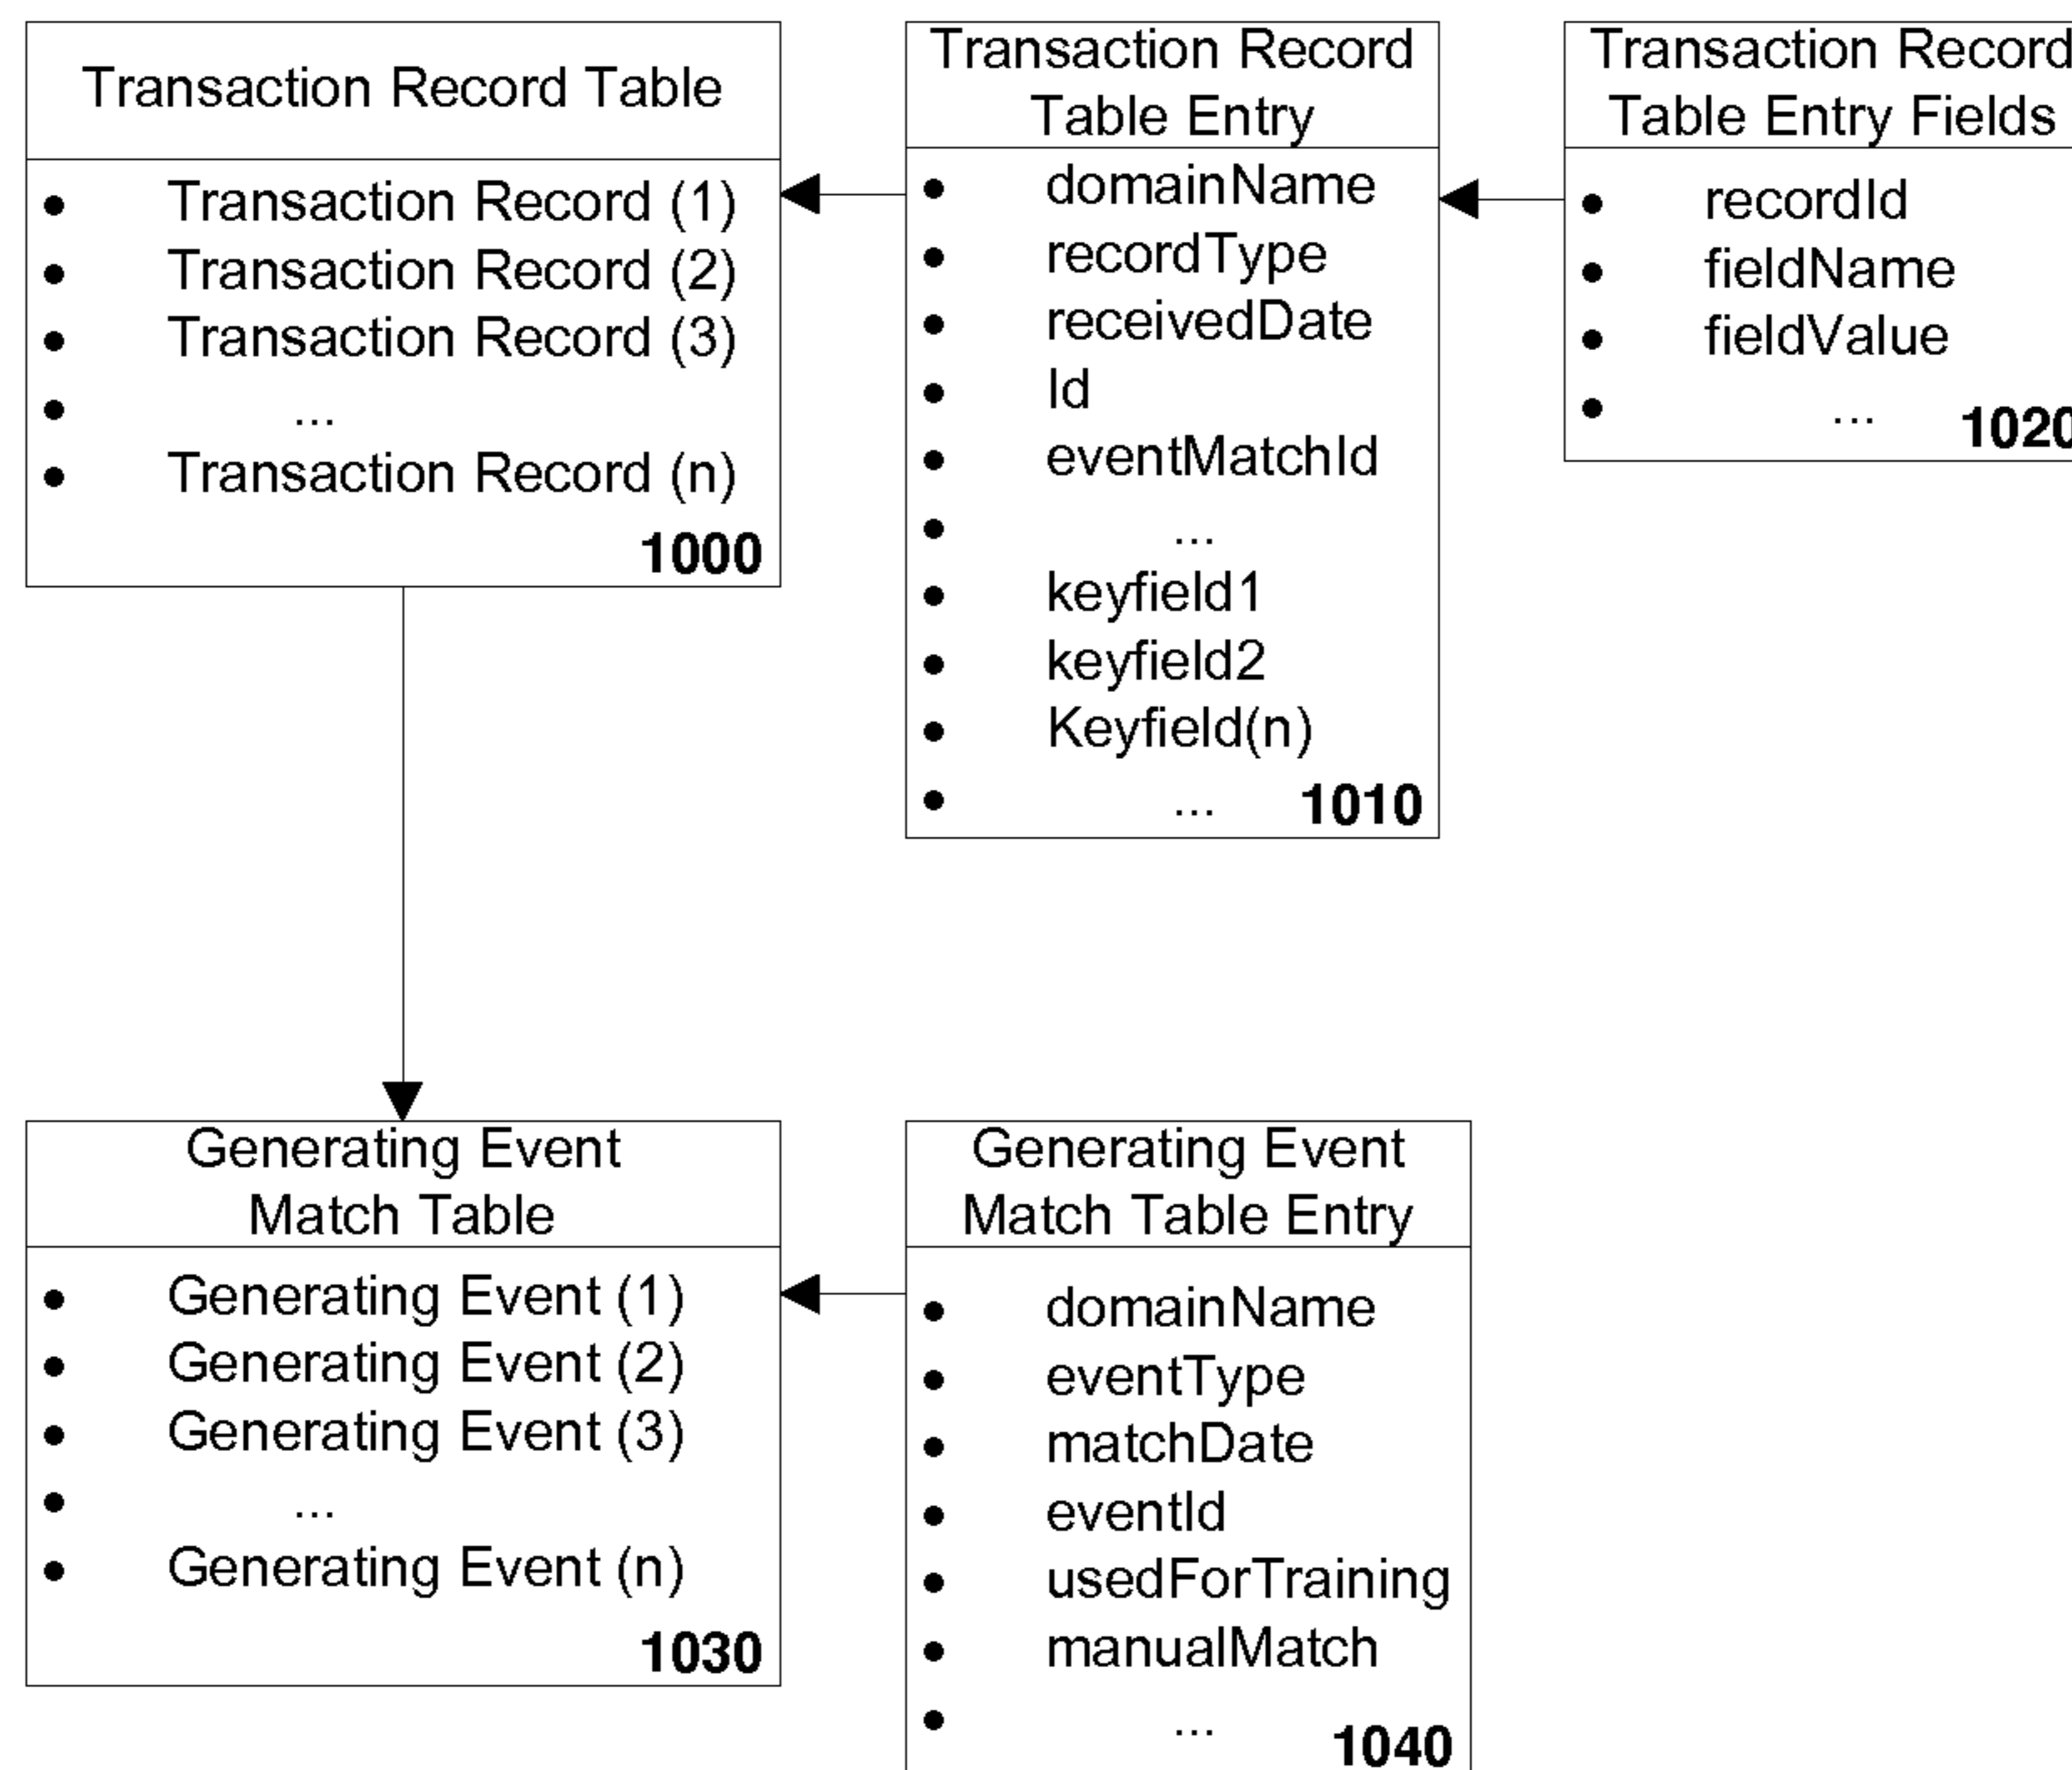 Transaction Record Table
• Transaction Record (1)
• Transaction Record (2)
• Transaction Record (3)
• ...
• Transaction Record (n)
1000
Transaction Record
Table Entry
• domainName
• recordType
• receivedDate
• Id
• eventMatchId
• ...
• keyfield1
• keyfield2
• Keyfield(n)
• ... 1010
Transaction Record
Table Entry Fields
• recordId
• fieldName
• fieldValue
• ... 1020
Generating Event
Match Table
• Generating Event (1)
• Generating Event (2)
• Generating Event (3)
• ...
• Generating Event (n)
1030
Generating Event
Match Table Entry
• domainName
• eventType
• matchDate
• eventId
• usedForTraining
• manualMatch
• ... 1040